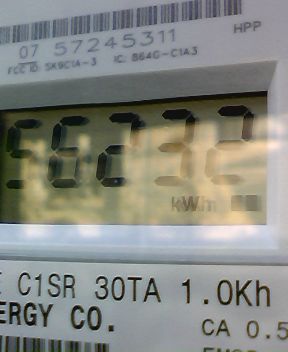 07 57245311
HPP
FCC ID: SK9C1A-3 IC: 864G-C1A3
56232
kWh
C1SR 30TA 1.0Kh
ERGY CO.
CA 0.5